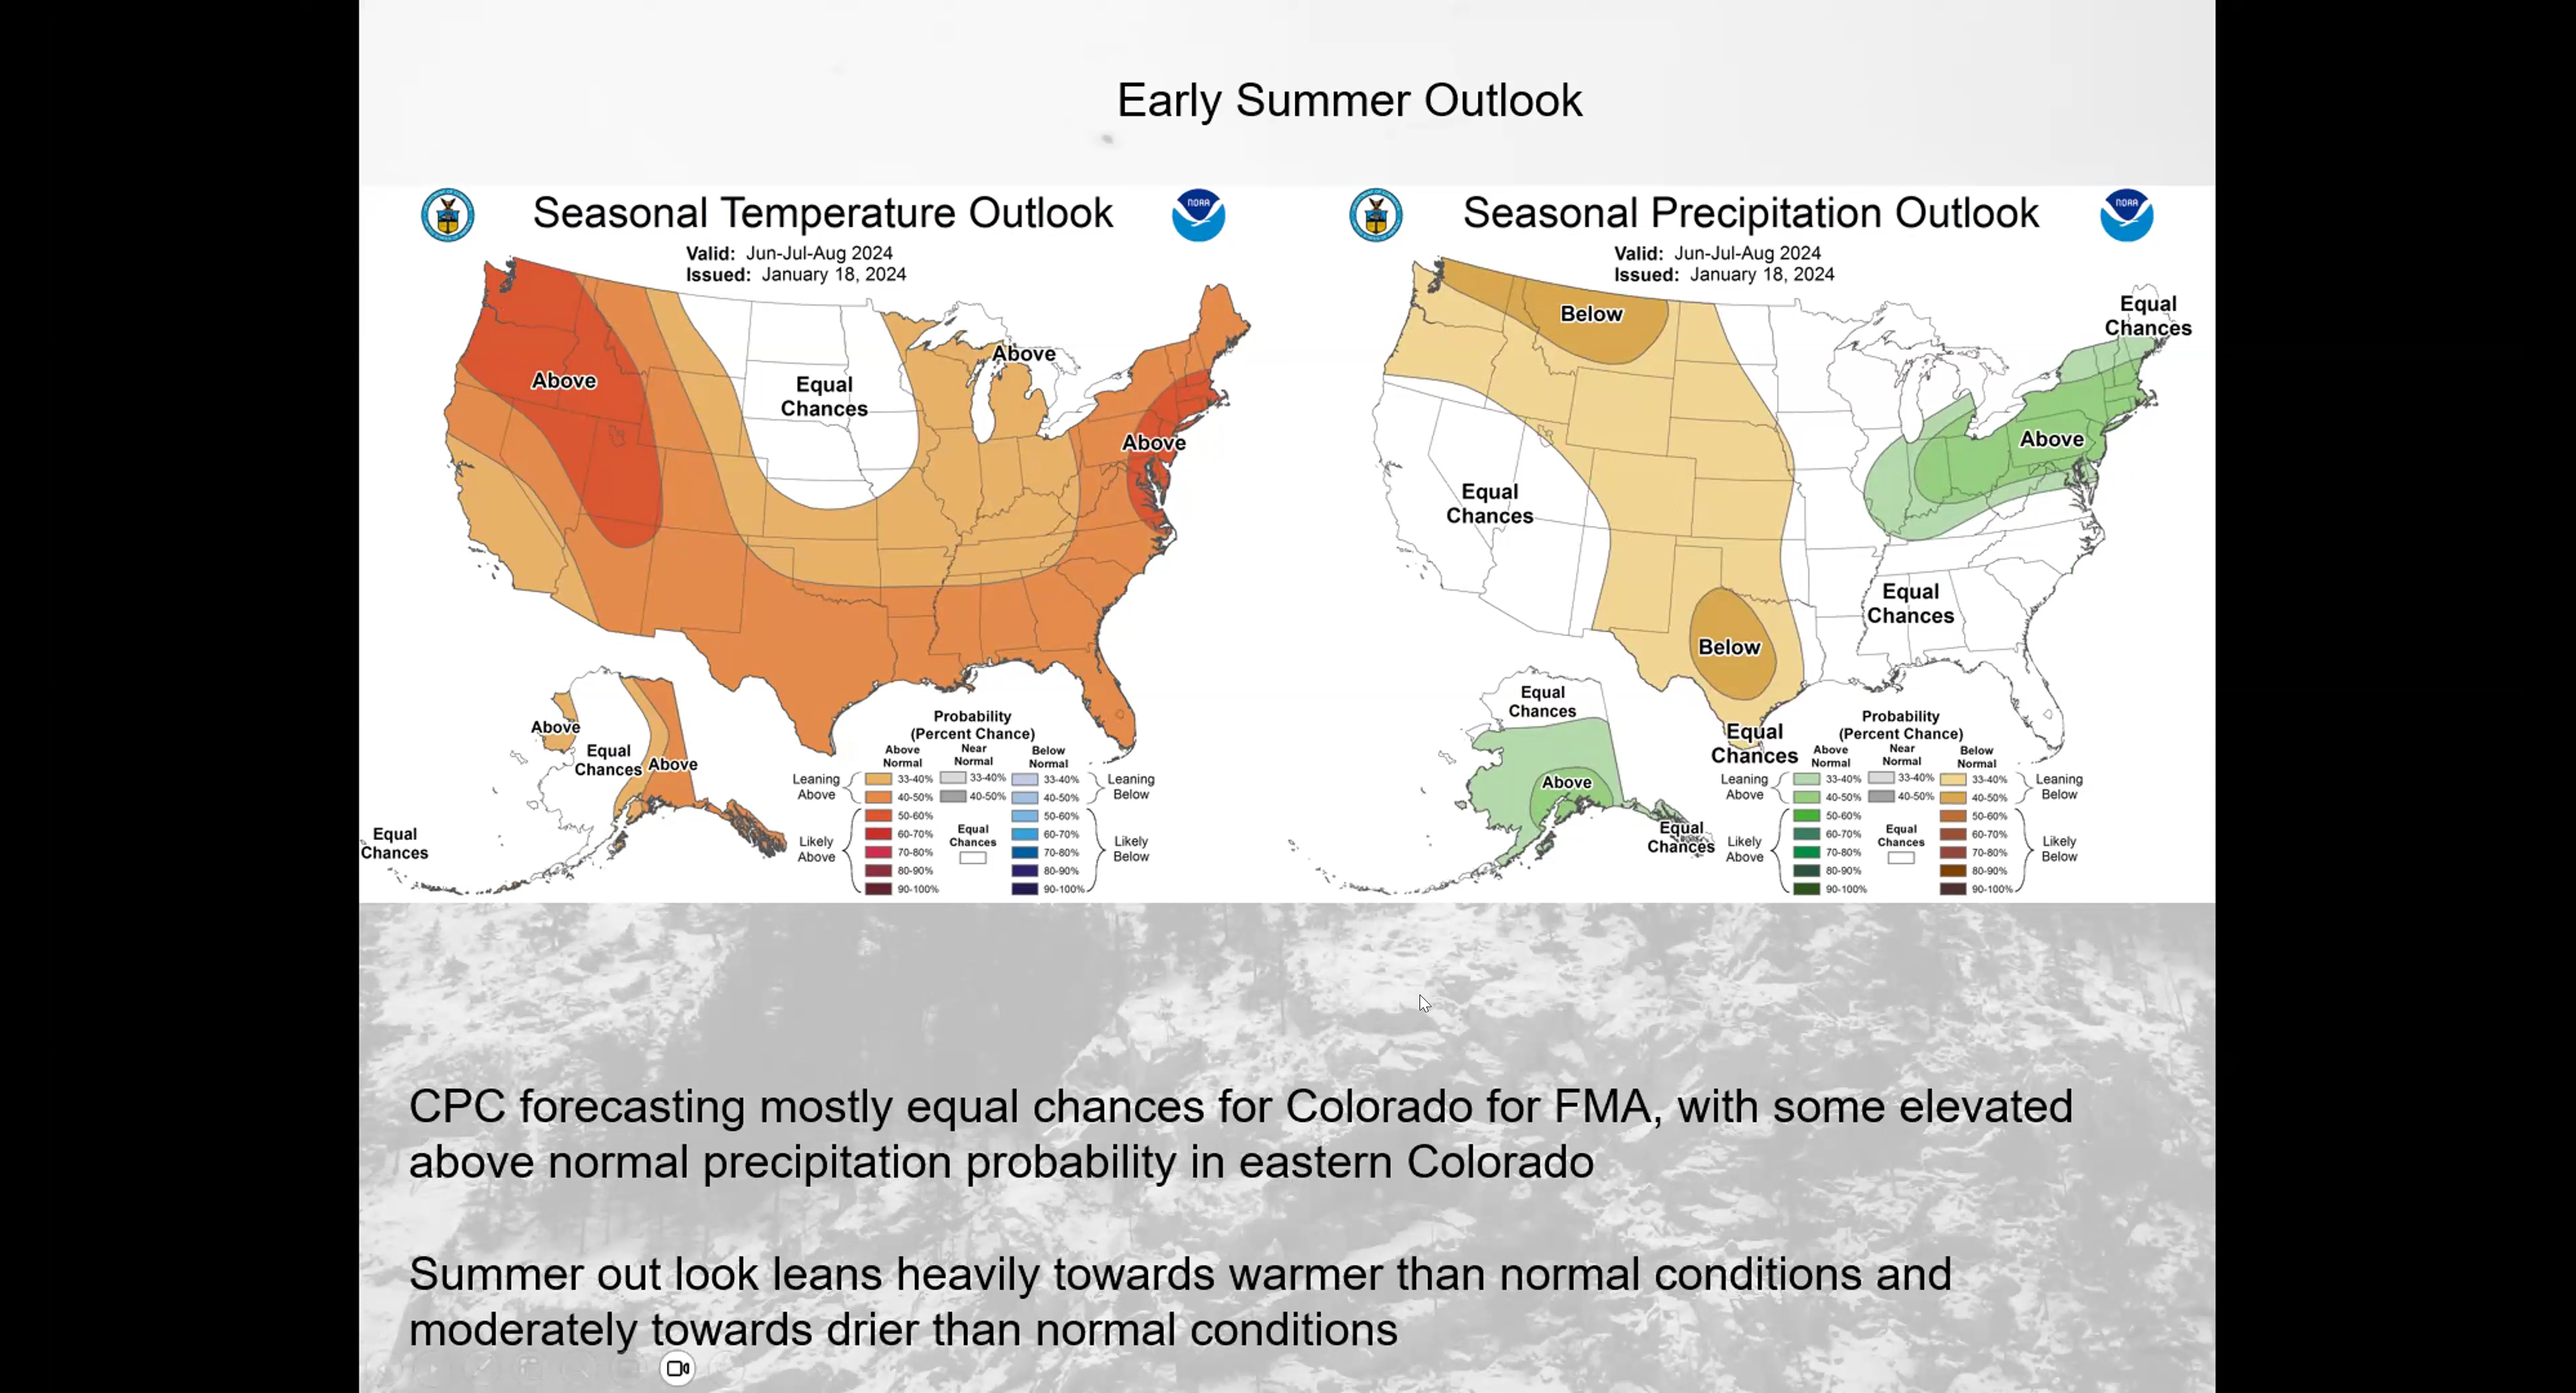 Early Summer Outlook
NOAA
Seasonal Temperature Outlook
Valid: Jun-Jul-Aug 2024
Issued: January 18, 2024
Above
Equal
Chances
Above
Above
Above
Equal
Chances
Above
Equal
Chances
Probability
(Percent Chance)
Above
Normal
Near
Normal
Below
Normal
Leaning
Above
33-40%
33-40%
33-40%
Leaning
Below
40-50%
40-50%
40-50%
50-60%
50-60%
Likely
Above
60-70%
Equal
Chances
60-70%
Likely
Below
70-80%
70-80%
80-90%
80-90%
90-100%
90-100%
NOAA
Seasonal Precipitation Outlook
Valid: Jun-Jul-Aug 2024
Issued: January 18, 2024
Below
Equal
Chances
Above
Equal
Chances
Equal
Chances
Below
Equal
Chances
Equal
Chances
Above
Equal
Chances
Probability
(Percent Chance)
Above
Normal
Near
Normal
Below
Normal
Leaning
Above
33-40%
33-40%
33-40%
Leaning
Below
40-50%
40-50%
40-50%
50-60%
50-60%
Likely
Above
60-70%
Equal
Chances
60-70%
Likely
Below
70-80%
70-80%
80-90%
80-90%
90-100%
90-100%
CPC forecasting mostly equal chances for Colorado for FMA, with some elevated
above normal precipitation probability in eastern Colorado
Summer out look leans heavily towards warmer than normal conditions and
moderately towards drier than normal conditions